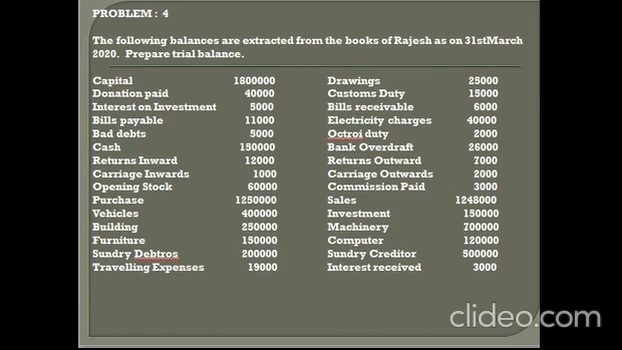 PROBLEM : 4
The following balances are extracted from the books of Rajesh as on 31stMarch
2020. Prepare trial balance.
Capital 1800000 Drawings 25000
Donation paid 40000 Customs Duty 15000
Interest on Investment 5000 Bills receivable 6000
Bills payable 11000 Electricity charges 40000
Bad debts 5000 Octroi duty 2000
Cash 150000 Bank Overdraft 26000
Returns Inward 12000 Returns Outward 7000
Carriage Inwards 1000 Carriage Outwards 2000
Opening Stock 60000 Commission Paid 3000
Purchase 1250000 Sales 1248000
Vehicles 400000 Investment 150000
Building 250000 Machinery 700000
Furniture 150000 Computer 120000
Sundry Debtros 200000 Sundry Creditor 500000
Travelling Expenses 19000 Interest received 3000
clideo.com